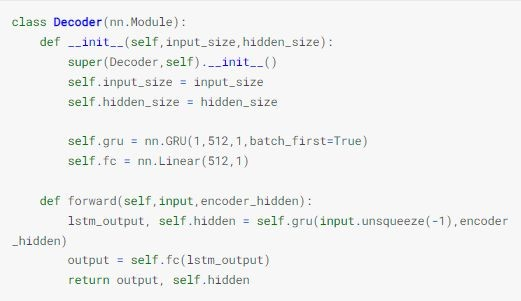 class Decoder(nn.Module):
    def __init__(self,input_size,hidden_size):
        super(Decoder,self).__init__()
        self.input_size = input_size
        self.hidden_size = hidden_size

        self.gru = nn.GRU(1,512,1,batch_first=True)
        self.fc = nn.Linear(512,1)

    def forward(self,input,encoder_hidden):
        lstm_output, self.hidden = self.gru(input.unsqueeze(-1),encoder
_hidden)
        output = self.fc(lstm_output)
        return output, self.hidden